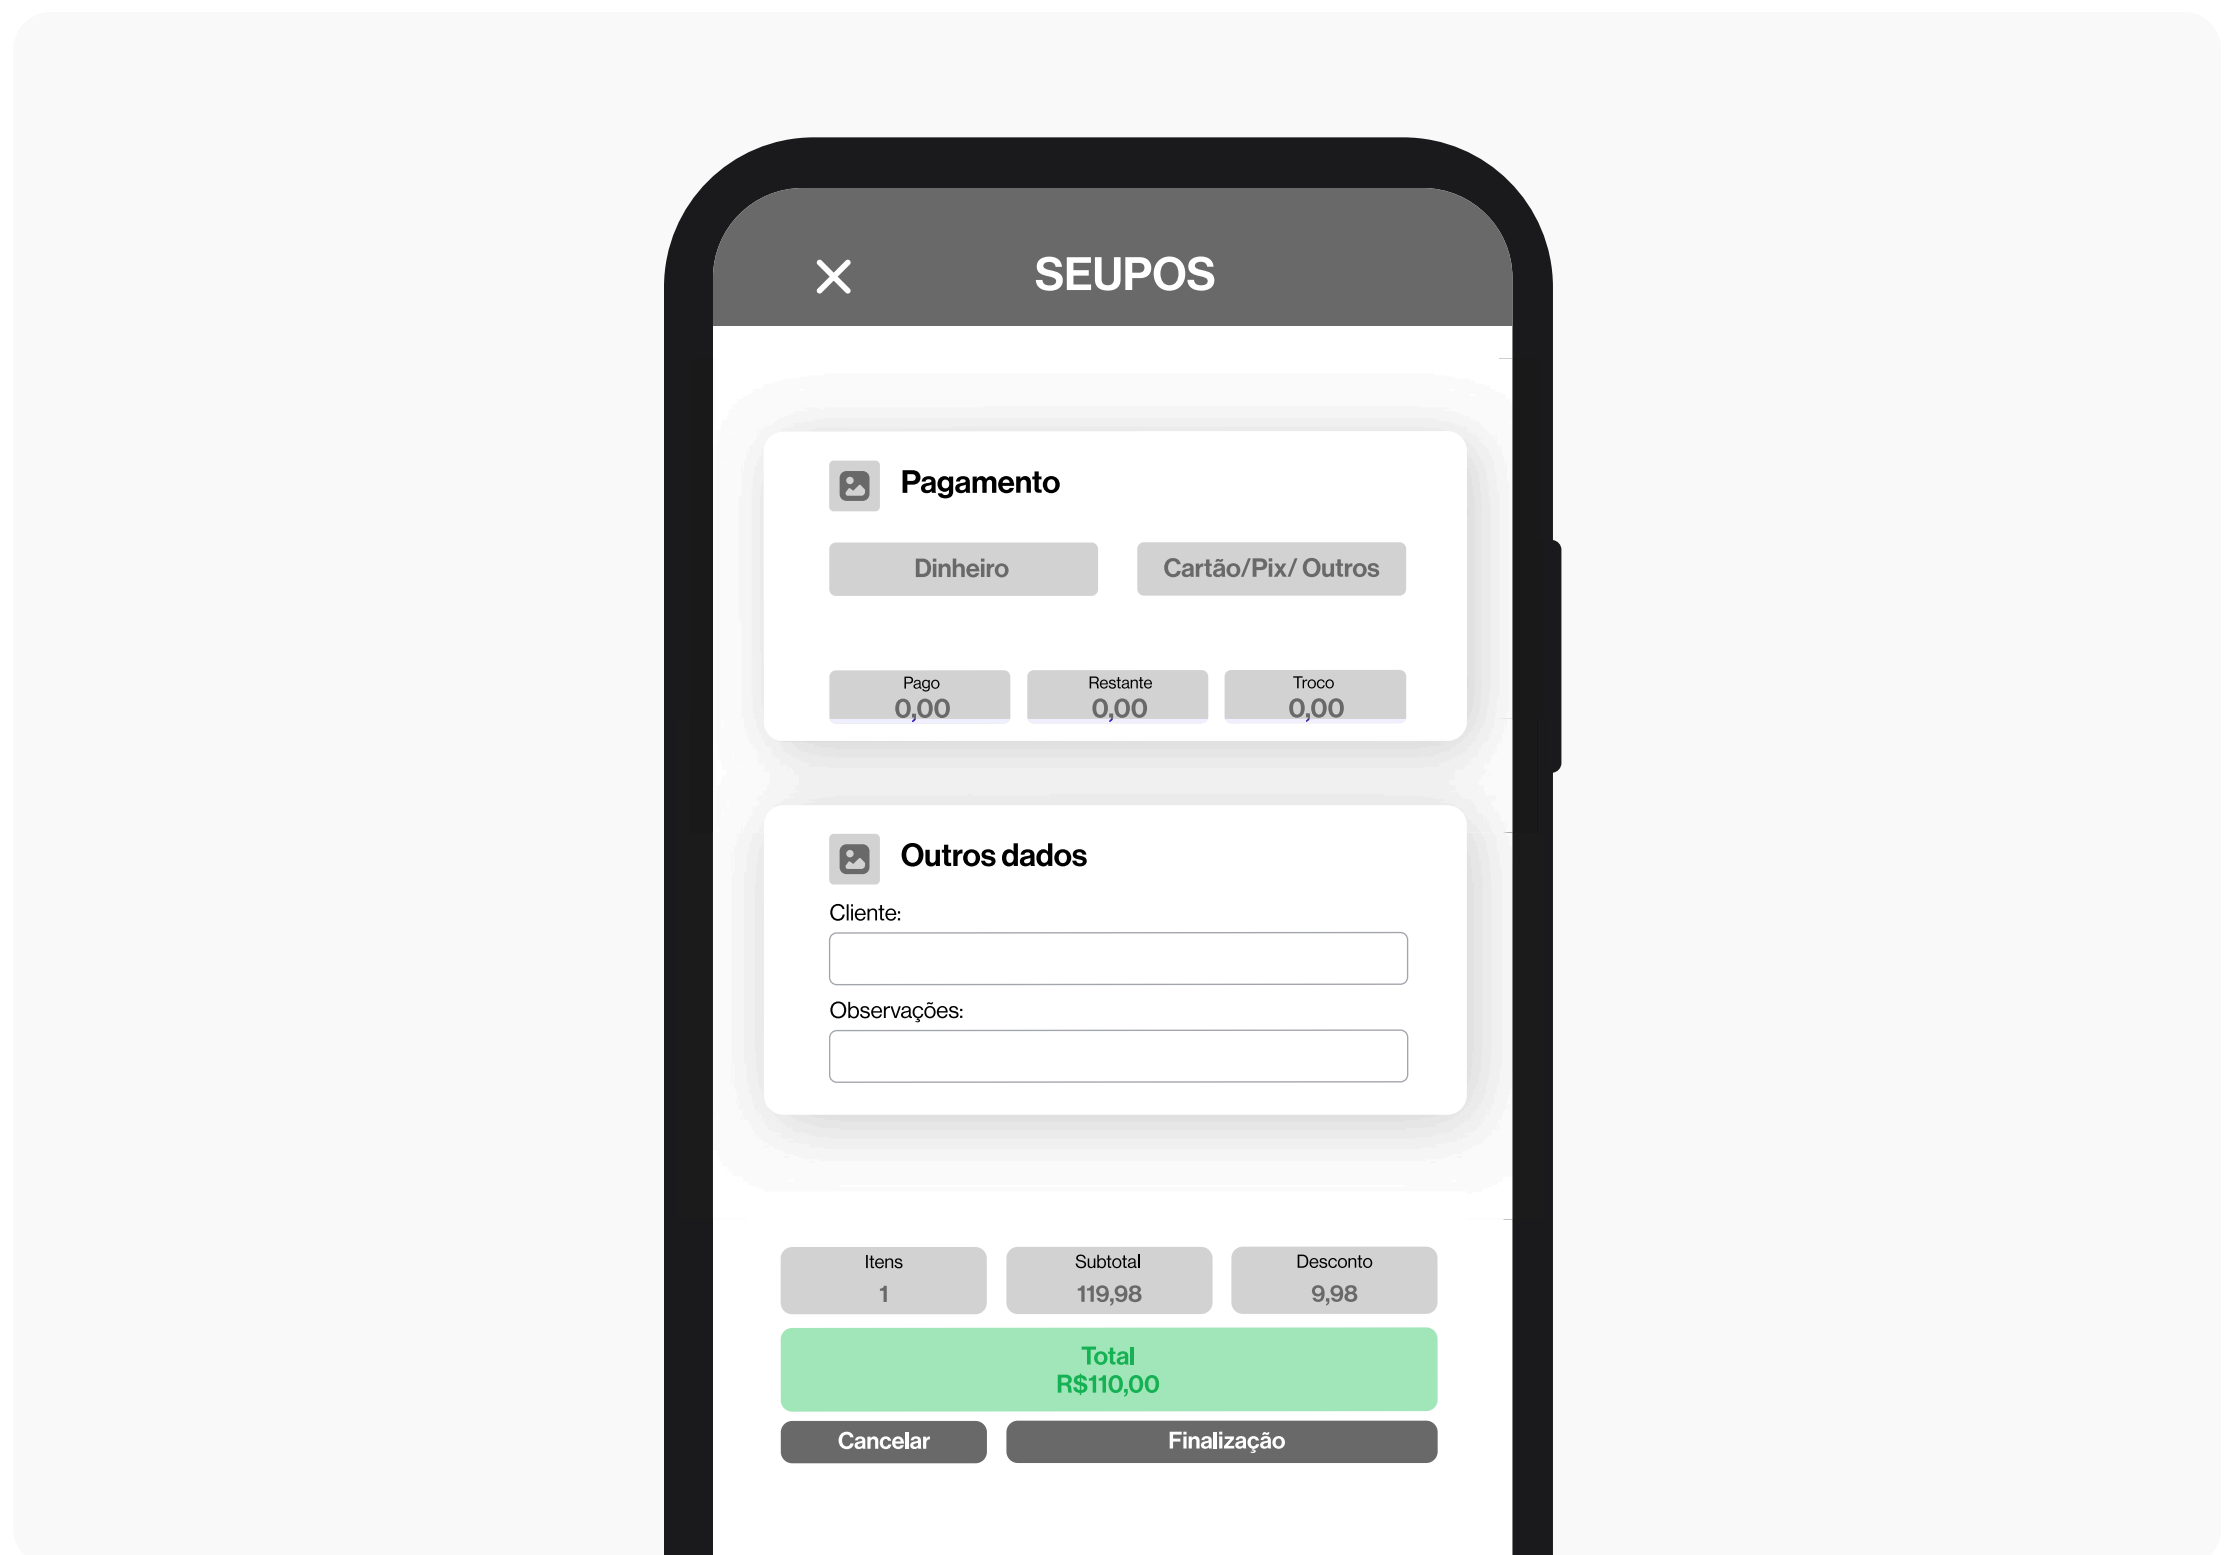 SEUPOS
Pagamento
Dinheiro
Cartão/Pix/ Outros
Pago
0,00
Restante
0,00
Troco
0,00
Outros dados
Cliente:
Observações:
Itens
1
Subtotal
119,98
Desconto
9,98
Total
R$110,00
Cancelar
Finalização